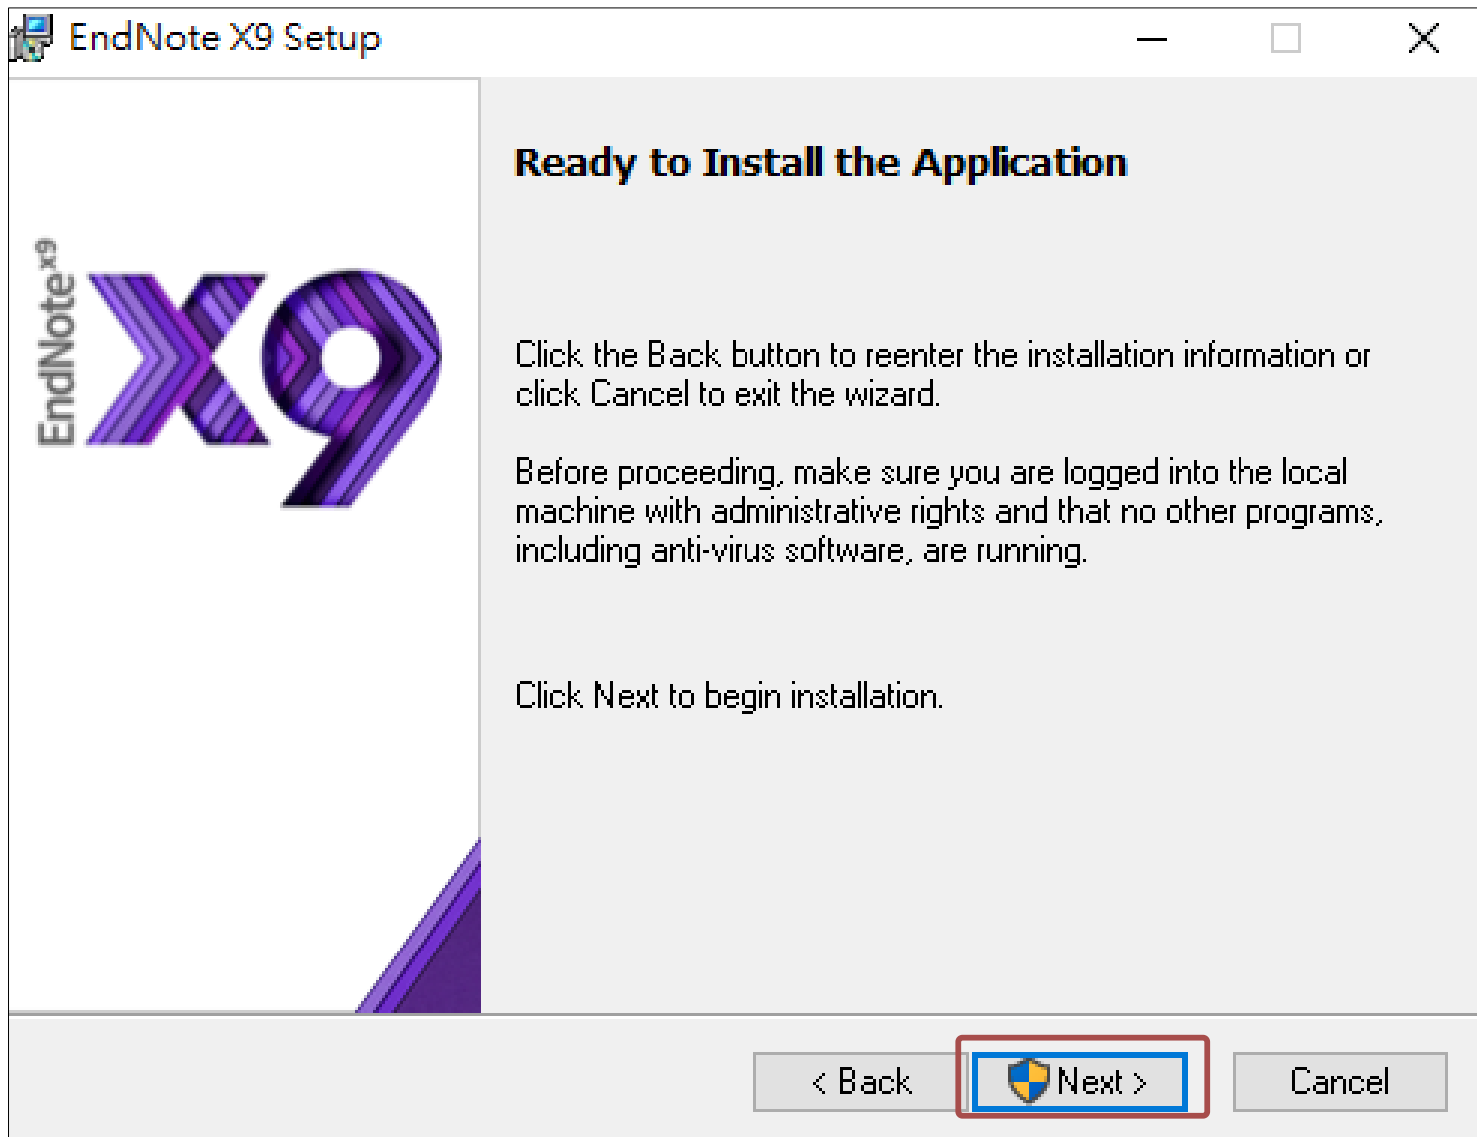 EndNote X9 Setup
EndNote x9
X9
Ready to Install the Application
Click the Back button to reenter the installation information or
click Cancel to exit the wizard.
Before proceeding, make sure you are logged into the local
machine with administrative rights and that no other programs,
including anti-virus software, are running.
Click Next to begin installation.
< Back
Next >
Cancel